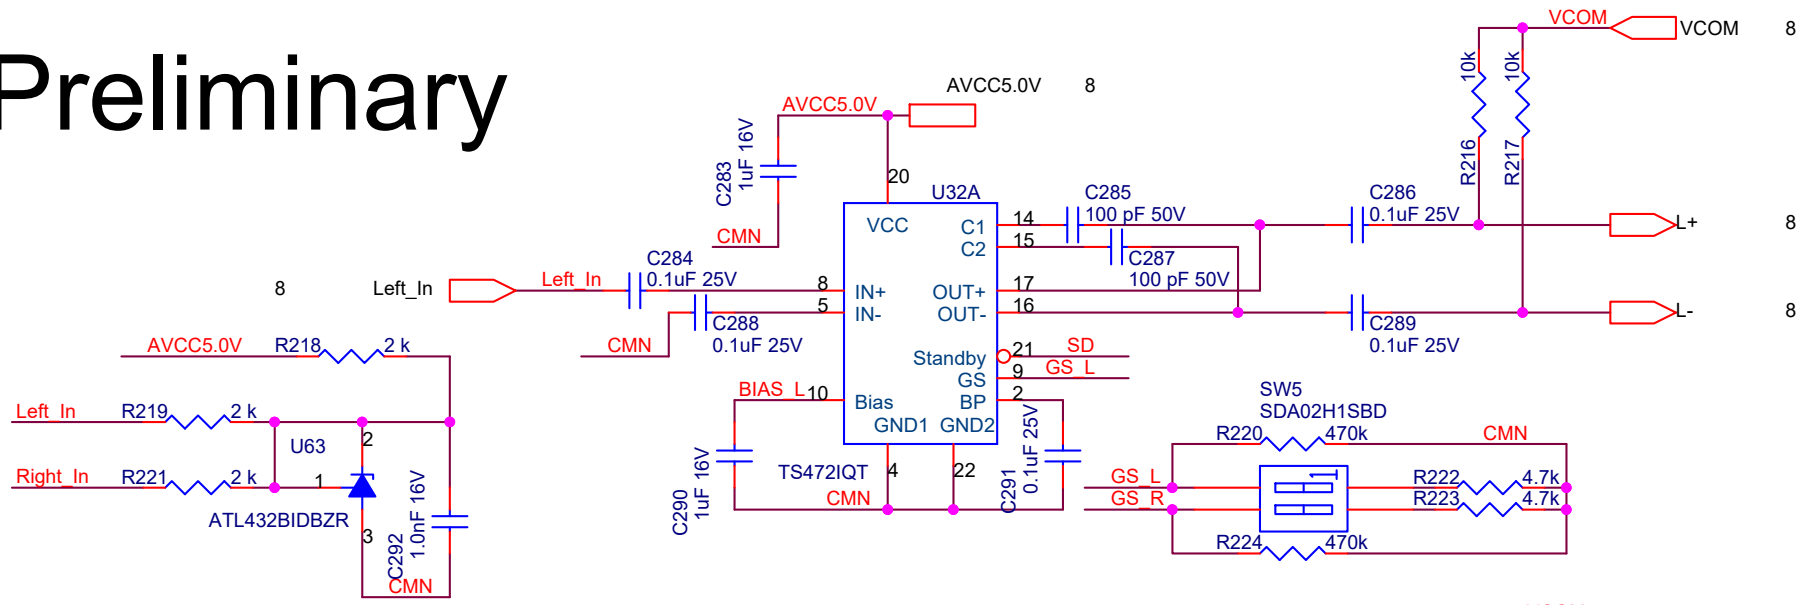 Preliminary
VCOM
VCOM
8
10k
10k
R216
R217
AVCC5.0V
8
AVCC5.0V
C283
1uF 16V
CMN
20
U32A
VCC
C1
C2
14
15
C285
100 pF 50V
C287
100 pF 50V
C286
0.1uF 25V
L+
8
8
Left_In
Left_In
C284
0.1uF 25V
8
5
IN+
IN-
OUT+
OUT-
17
16
C288
0.1uF 25V
CMN
C289
0.1uF 25V
L-
8
AVCC5.0V
R218
2 k
Standby
GS
BP
21
9
2
SD
GS_L
BIAS_L
10
Bias
GND1
GND2
Left_In
R219
2 k
U63
2
Right_In
R221
2 k
1
ATL432BIDBZR
3
C292
1.0nF 16V
CMN
C290
1uF 16V
TS472IQT
4
22
CMN
C291
0.1uF 25V
SW5
SDA02H1SBD
R220
470k
CMN
GS_L
GS_R
1
R222
4.7k
R223
4.7k
R224
470k